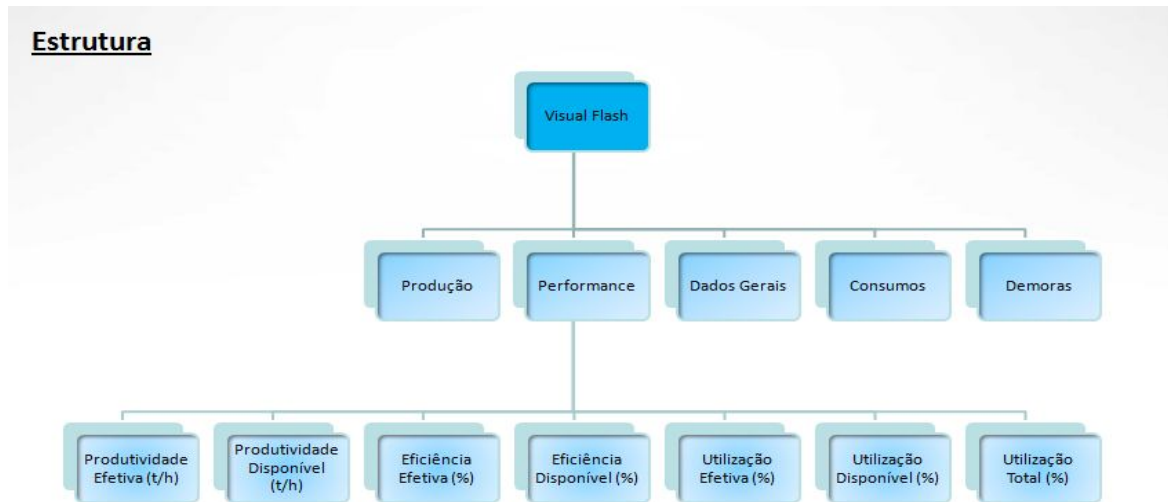 Estrutura
Visual Flash
Produção
Performance
Dados Gerais
Consumos
Demoras
Produtividade
Efetiva (t/h)
Produtividade
Disponível
(t/h)
Eficiência
Efetiva (%)
Eficiência
Disponível (%)
Utilização
Efetiva (%)
Utilização
Disponível (%)
Utilização
Total (%)